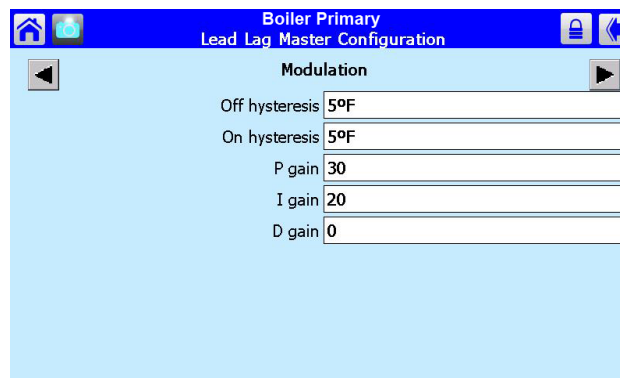 Boiler Primary
Lead Lag Master Configuration
Modulation
Off hysteresis 5ºF
On hysteresis 5ºF
P gain 30
I gain 20
D gain 0